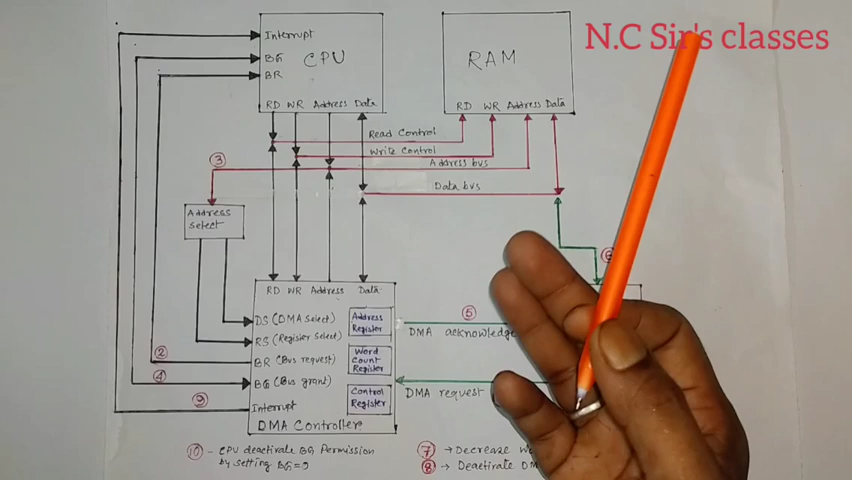 N.C Sir's classes
Interrupt
BG
BR
CPU
RD WR Address Data
RAM
RD WR Address Data
Read Control
Write Control
Address bus
Data bus
③
Address
Select
RD WR Address Data
DS (DMA Select)
RS (Register Select)
BR (Bus request)
BG (Bus grant)
Interrupt
DMA Controller
Address
Register
Word
Count
Register
Control
Register
②
④
⑨
⑤
DMA acknowledge
DMA request
⑥
⑩ - CPU deactivate BG Permission
by setting BG=0
⑦ → Decrease
⑧ → Deactivate